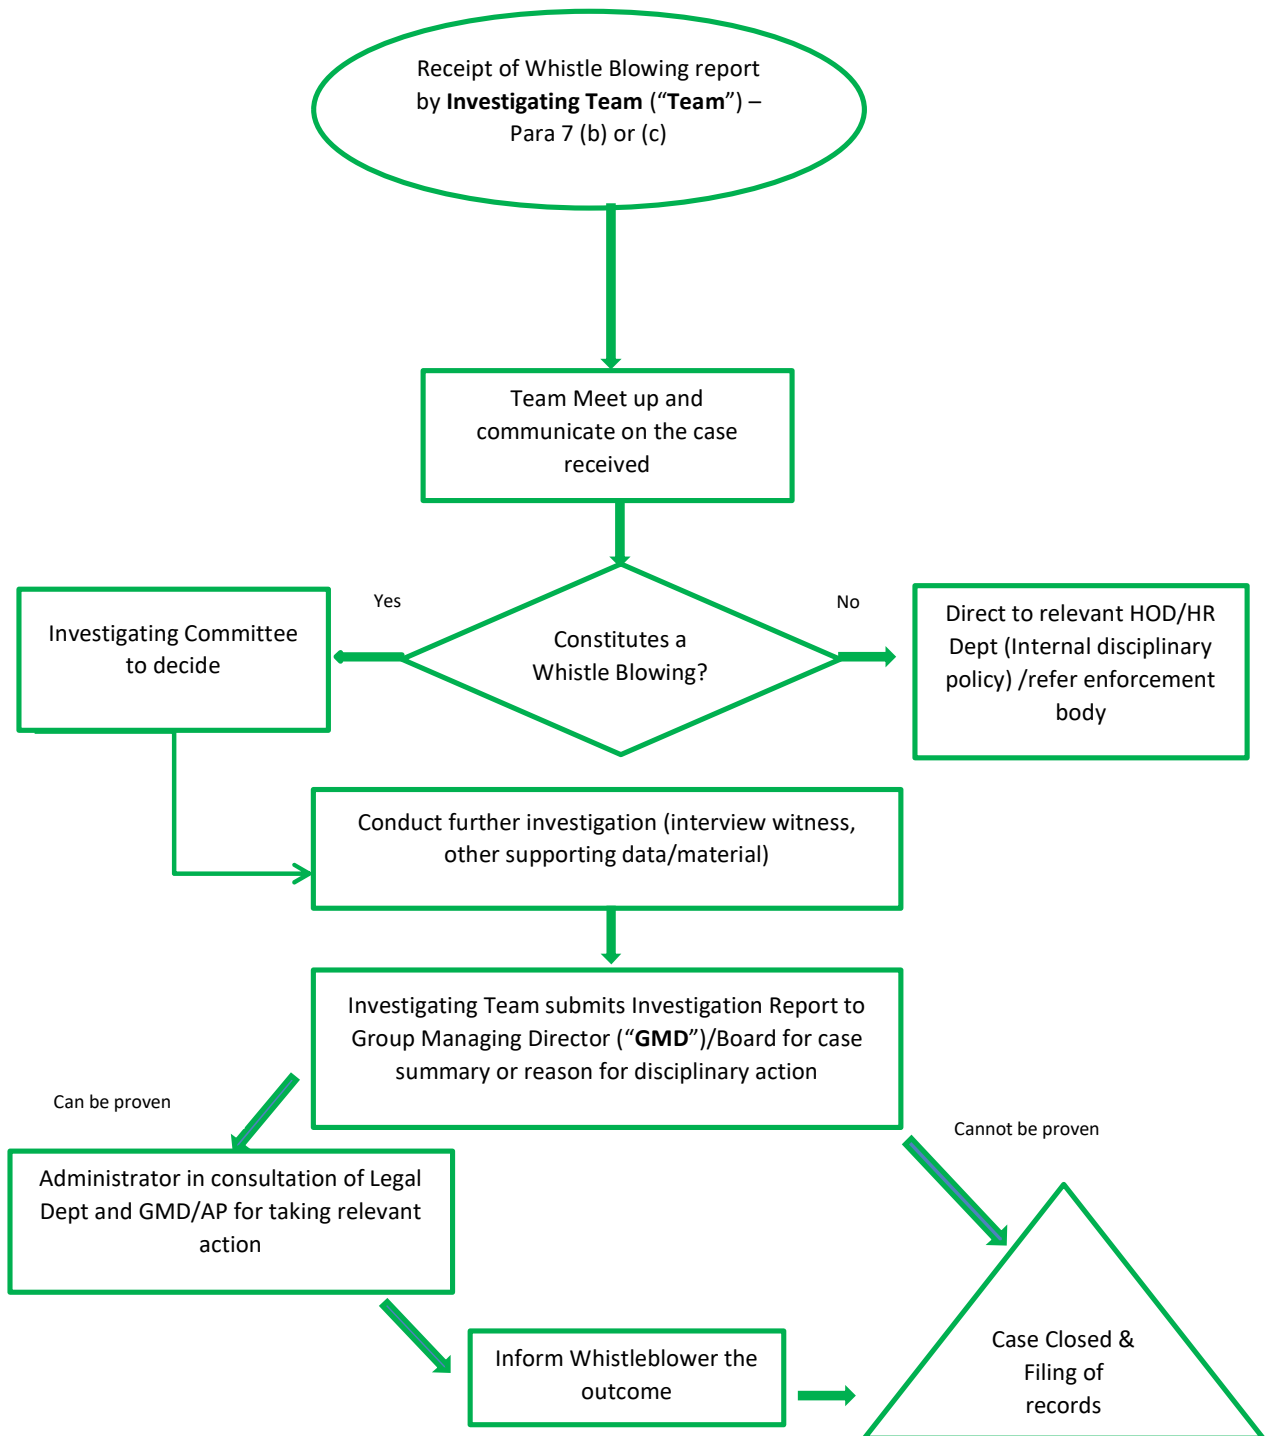 Receipt of Whistle Blowing report
by Investigating Team (“Team”) –
Para 7 (b) or (c)
Team Meet up and
communicate on the case
received
Yes
No
Investigating Committee
to decide
Constitutes a
Whistle Blowing?
Direct to relevant HOD/HR
Dept (Internal disciplinary
policy) /refer enforcement
body
Conduct further investigation (interview witness,
other supporting data/material)
Investigating Team submits Investigation Report to
Group Managing Director (“GMD”)/Board for case
summary or reason for disciplinary action
Can be proven
Cannot be proven
Administrator in consultation of Legal
Dept and GMD/AP for taking relevant
action
Inform Whistleblower the
outcome
Case Closed &
Filing of
records